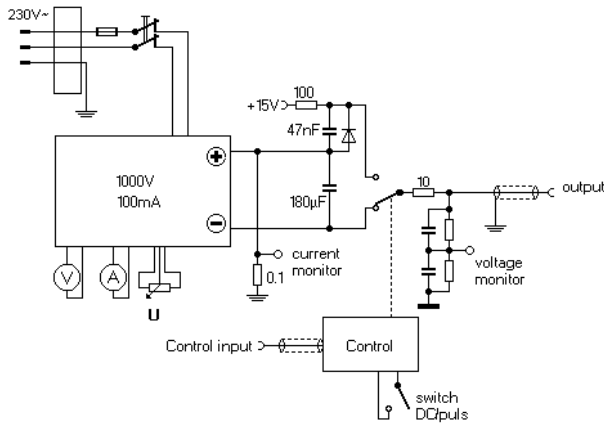 230V~
100
+15V
47nF
+
1000V
100mA
180µF
10
output
−
current
monitor
voltage
monitor
V
A
0.1
U
Control input
Control
switch
DC/puls